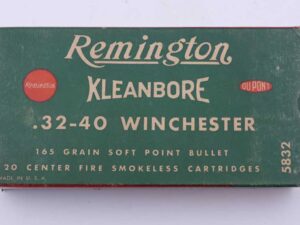 Remington
KLEANBORE
DU PONT
.32-40 WINCHESTER
165 GRAIN SOFT POINT BULLET
20 CENTER FIRE SMOKELESS CARTRIDGES
MADE IN U.S.A.
5832